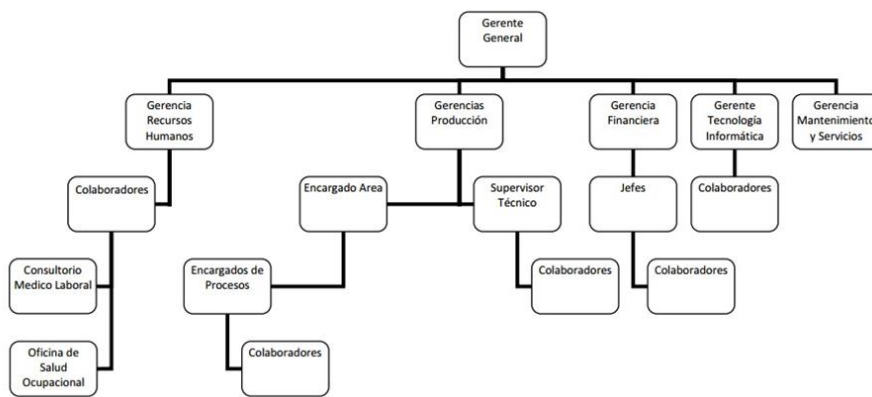 Gerente
General
Gerencia
Recursos
Humanos
Gerencias
Producción
Gerencia
Financiera
Gerente
Tecnología
Informática
Gerencia
Mantenimiento
y Servicios
Colaboradores
Encargado Area
Supervisor
Técnico
Jefes
Colaboradores
Consultorio
Medico Laboral
Encargados de
Procesos
Colaboradores
Colaboradores
Oficina de
Salud
Ocupacional
Colaboradores